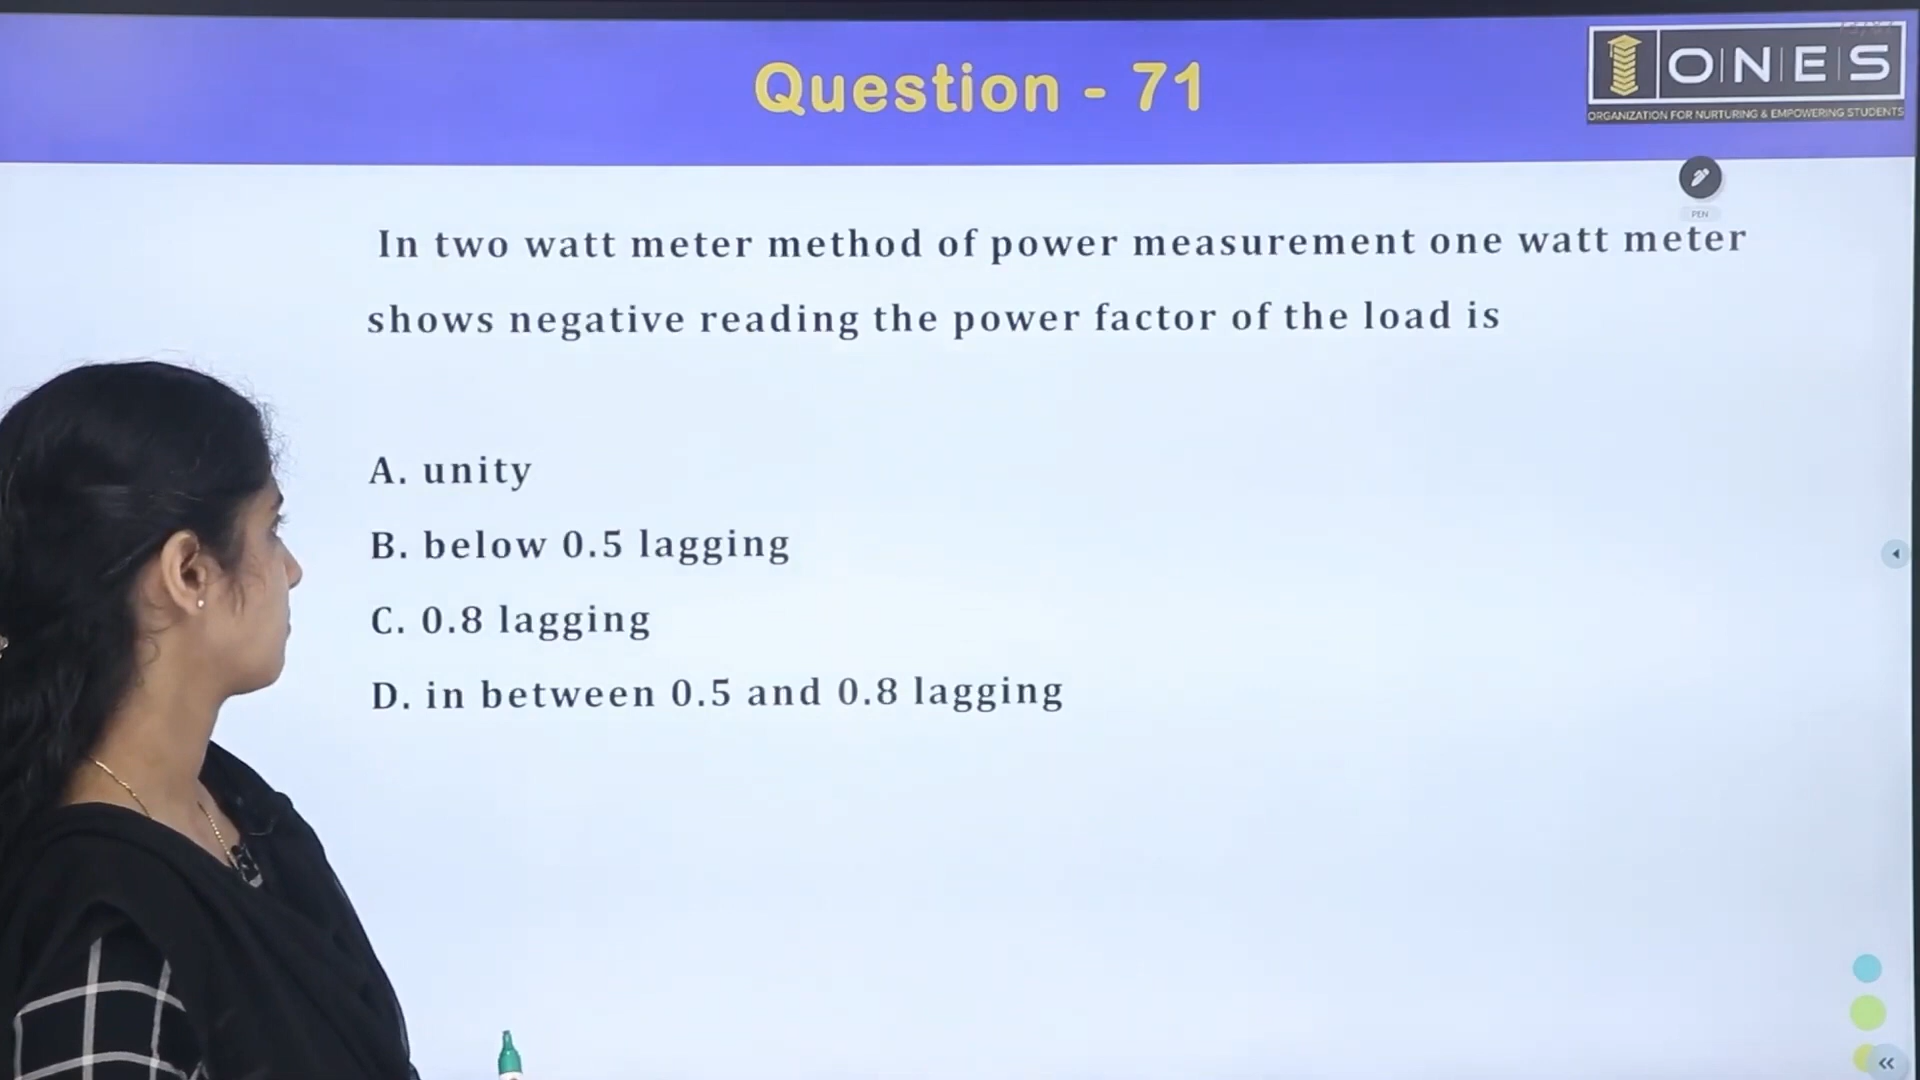 Question - 71
O|N|E|S
ORGANIZATION FOR NURTURING & EMPOWERING STUDENTS
PEN
In two watt meter method of power measurement one watt meter
shows negative reading the power factor of the load is
A. unity
B. below 0.5 lagging
C. 0.8 lagging
D. in between 0.5 and 0.8 lagging